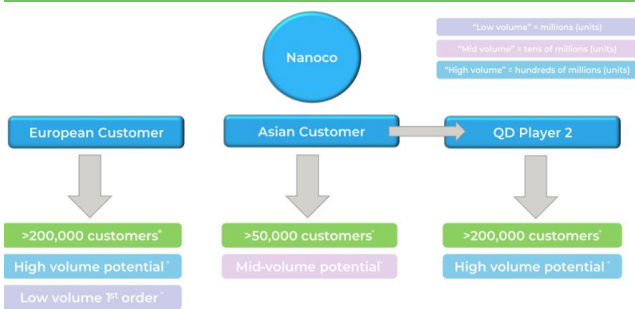 "Low volume" = millions (units)
Nanoco
"Mid volume" = tens of millions (units)
"High volume" = hundreds of millions (units)
European Customer
Asian Customer
QD Player 2
>200,000 customers*
>50,000 customers*
>200,000 customers*
High volume potential*
Mid-volume potential*
High volume potential*
Low volume 1st order*